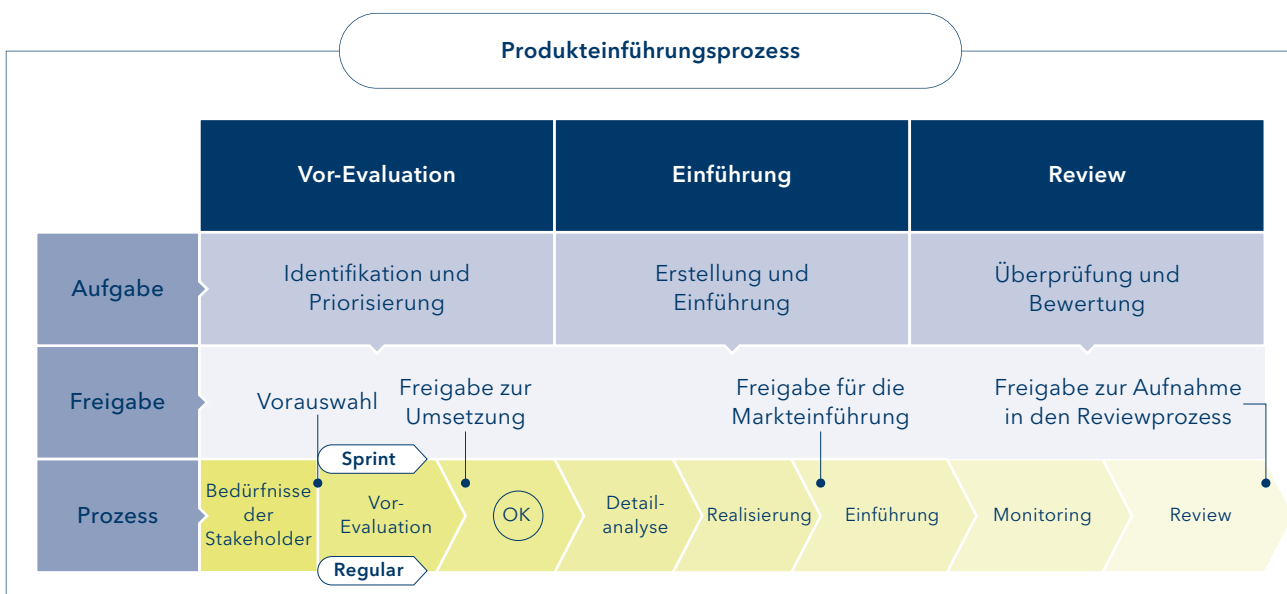 Produkteinführungsprozess
Vor-Evaluation
Einführung
Review
Aufgabe
Identifikation und
Priorisierung
Erstellung und
Einführung
Überprüfung und
Bewertung
Freigabe
Vorauswahl
Freigabe zur
Umsetzung
Freigabe für die
Markteinführung
Freigabe zur Aufnahme
in den Reviewprozess
Prozess
Bedürfnisse
der
Stakeholder
Sprint
Vor-
Evaluation
Regular
OK
Detail-
analyse
Realisierung
Einführung
Monitoring
Review